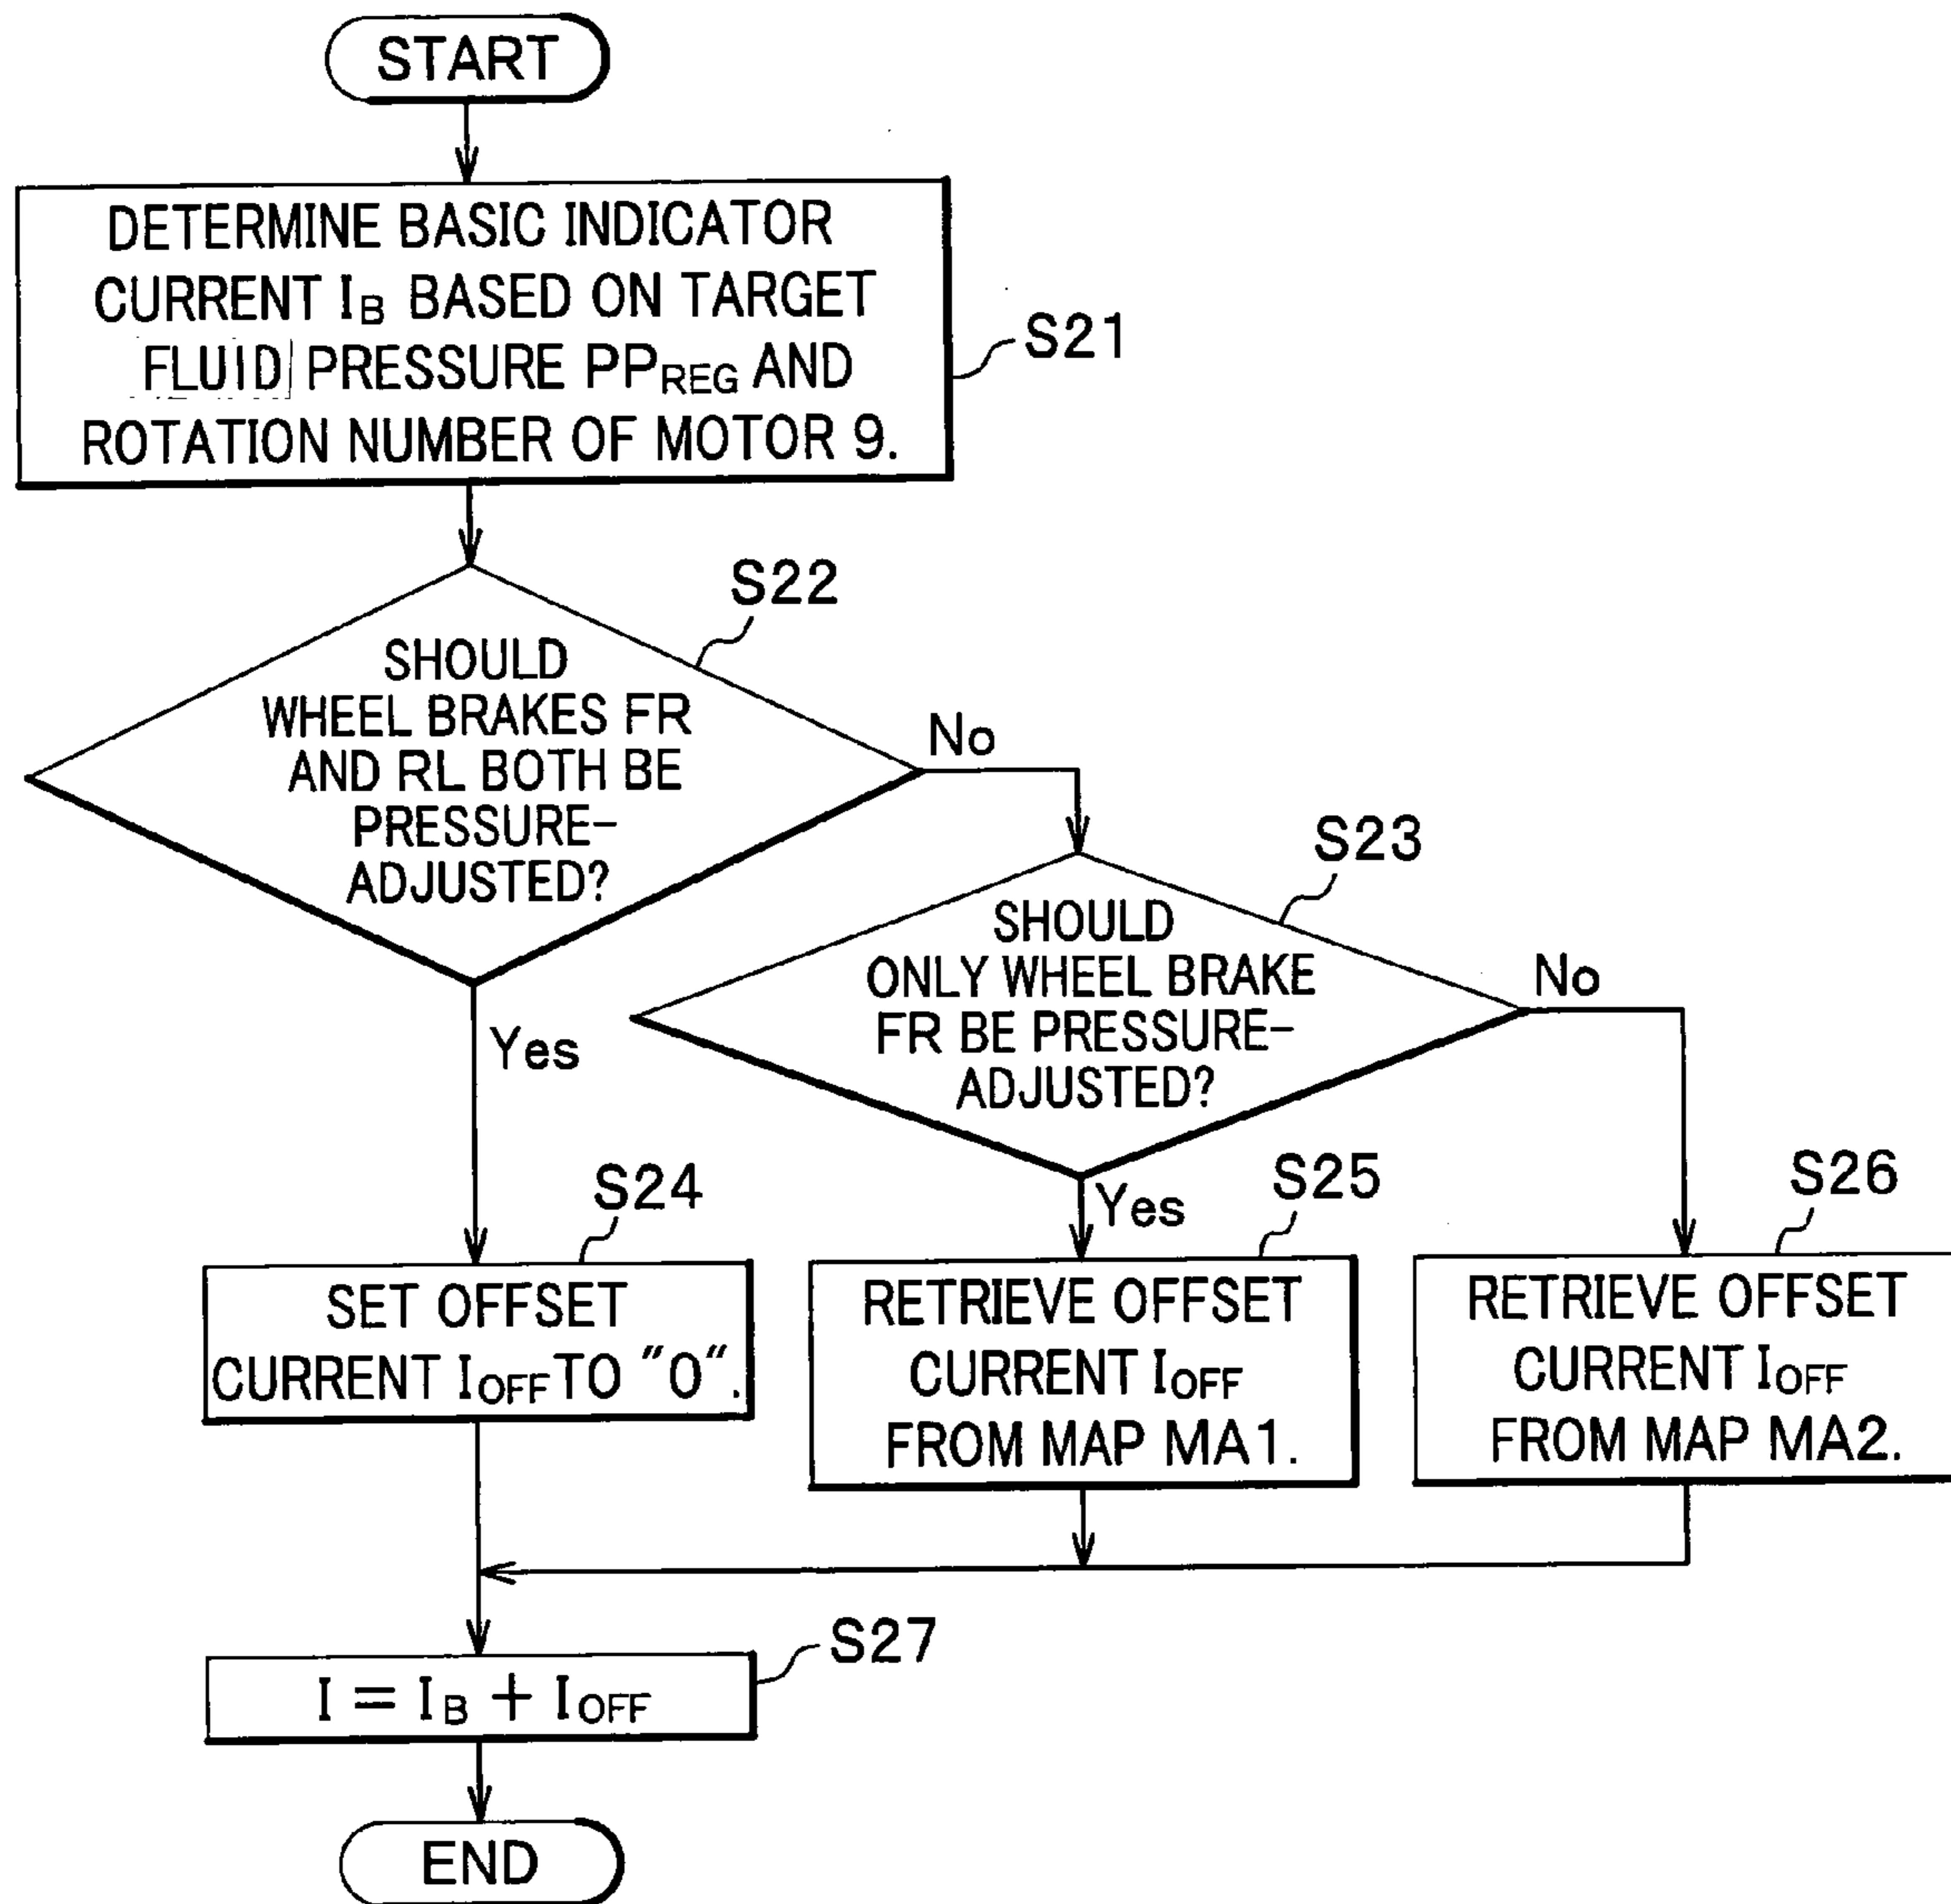 START
DETERMINE BASIC INDICATOR
CURRENT IB BASED ON TARGET
FLUID PRESSURE PPREG AND
ROTATION NUMBER OF MOTOR 9.
S21
S22
SHOULD
WHEEL BRAKES FR
AND RL BOTH BE
PRESSURE-
ADJUSTED?
No
Yes
S23
SHOULD
ONLY WHEEL BRAKE
FR BE PRESSURE-
ADJUSTED?
No
Yes
S24
SET OFFSET
CURRENT IOFF TO "0".
S25
RETRIEVE OFFSET
CURRENT IOFF
FROM MAP MA1.
S26
RETRIEVE OFFSET
CURRENT IOFF
FROM MAP MA2.
S27
I = IB + IOFF
END